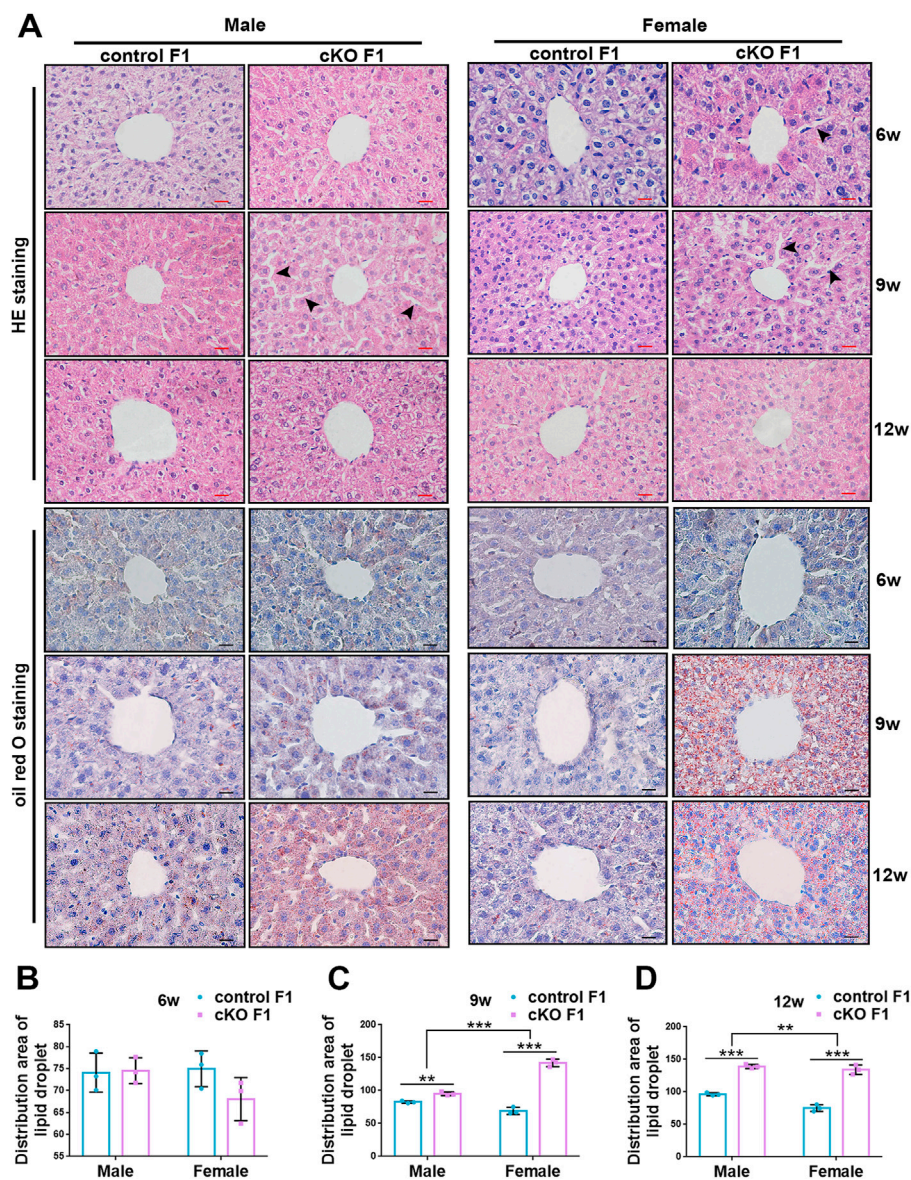 A
Male
Female
control F1
cKO F1
control F1
cKO F1
HE staining
6w
9w
12w
oil red O staining
6w
9w
12w
B
6w
control F1
cKO F1
Distribution area of
lipid droplet
85
80
75
70
65
60
55
Male
Female
C
9w
control F1
cKO F1
Distribution area of
lipid droplet
200
150
100
50
0
***
**
***
Male
Female
D
12w
control F1
cKO F1
Distribution area of
lipid droplet
200
150
100
50
0
**
***
***
Male
Female